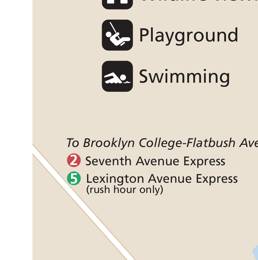 Playground
Swimming
To Brooklyn College-Flatbush Ave
2 Seventh Avenue Express
5 Lexington Avenue Express
(rush hour only)